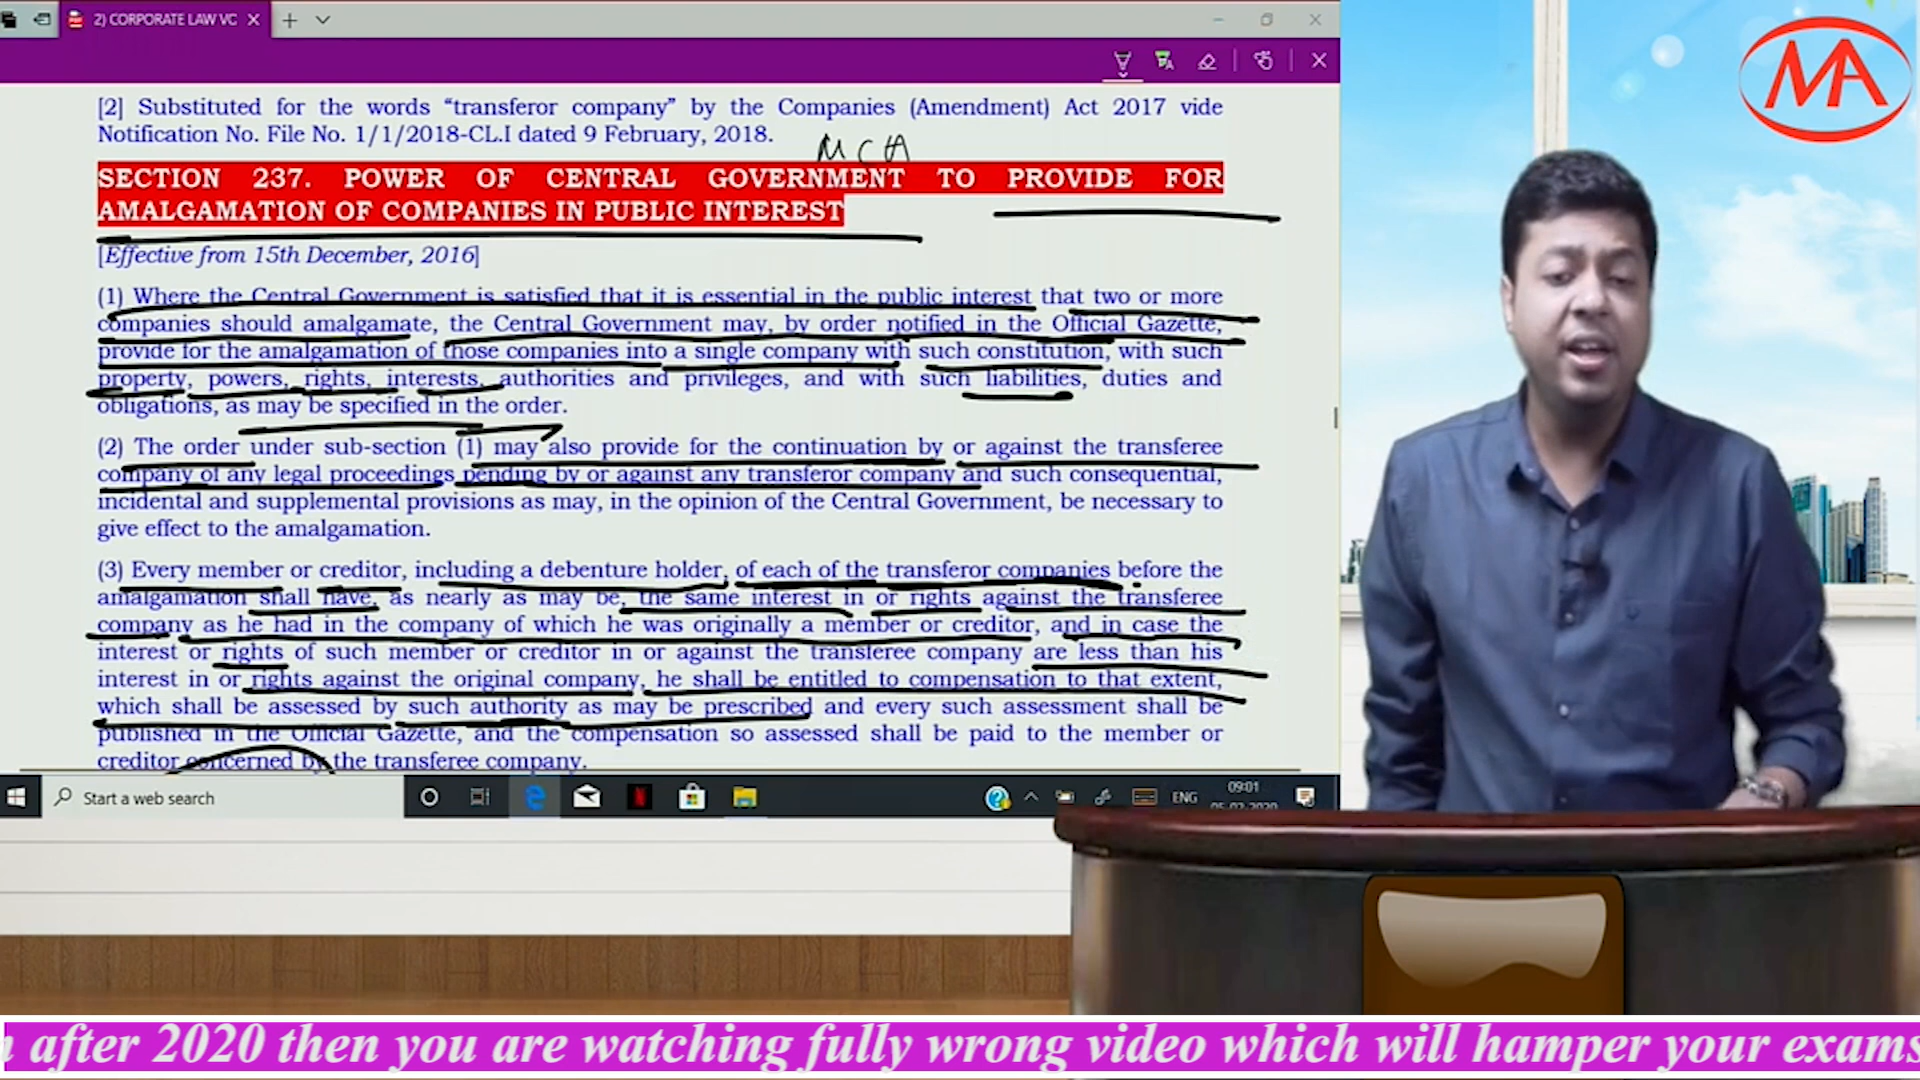 2) CORPORATE LAW VC
[2] Substituted for the words “transferor company” by the Companies (Amendment) Act 2017 vide
Notification No. File No. 1/1/2018-CL.I dated 9 February, 2018.
MCA
SECTION 237. POWER OF CENTRAL GOVERNMENT TO PROVIDE FOR
AMALGAMATION OF COMPANIES IN PUBLIC INTEREST
[Effective from 15th December, 2016]
(1) Where the Central Government is satisfied that it is essential in the public interest that two or more
companies should amalgamate, the Central Government may, by order notified in the Official Gazette,
provide for the amalgamation of those companies into a single company with such constitution, with such
property, powers, rights, interests, authorities and privileges, and with such liabilities, duties and
obligations, as may be specified in the order.
(2) The order under sub-section (1) may also provide for the continuation by or against the transferee
company of any legal proceedings pending by or against any transferor company and such consequential,
incidental and supplemental provisions as may, in the opinion of the Central Government, be necessary to
give effect to the amalgamation.
(3) Every member or creditor, including a debenture holder, of each of the transferor companies before the
amalgamation shall have, as nearly as may be, the same interest in or rights against the transferee
company as he had in the company of which he was originally a member or creditor, and in case the
interest or rights of such member or creditor in or against the transferee company are less than his
interest in or rights against the original company, he shall be entitled to compensation to that extent,
which shall be assessed by such authority as may be prescribed and every such assessment shall be
published in the Official Gazette, and the compensation so assessed shall be paid to the member or
creditor concerned by the transferee company.
Start a web search
ENG
09:01
05-02-2020
MA
after 2020 then you are watching fully wrong video which will hamper your exams